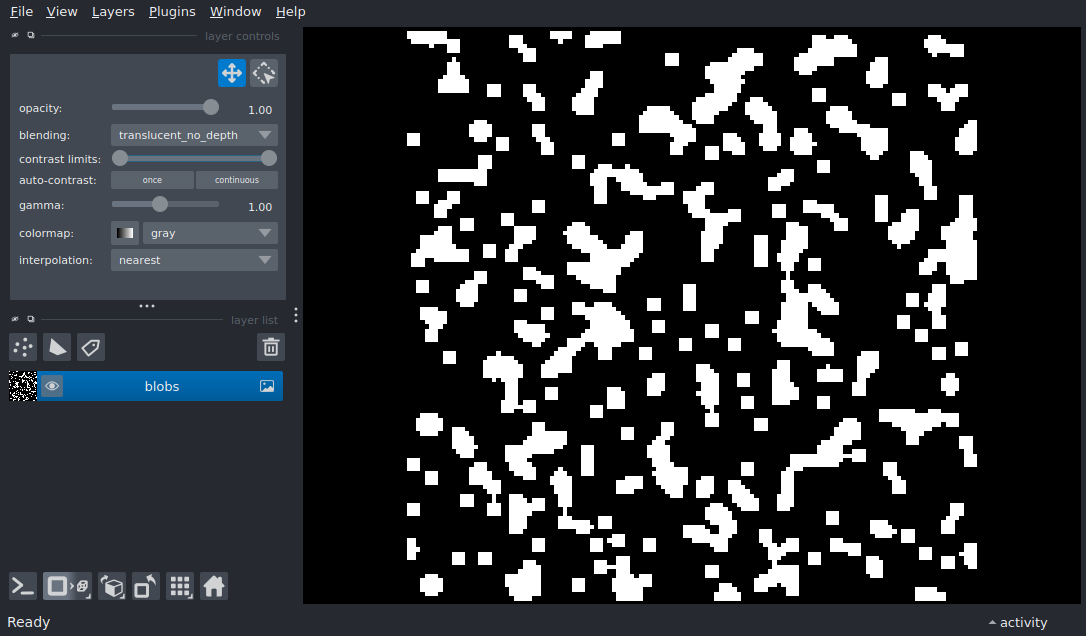 File View Layers Plugins Window Help
layer controls
opacity: 1.00
blending: translucent_no_depth
contrast limits:
auto-contrast: once continuous
gamma: 1.00
colormap: gray
interpolation: nearest
layer list
blobs
Ready activity